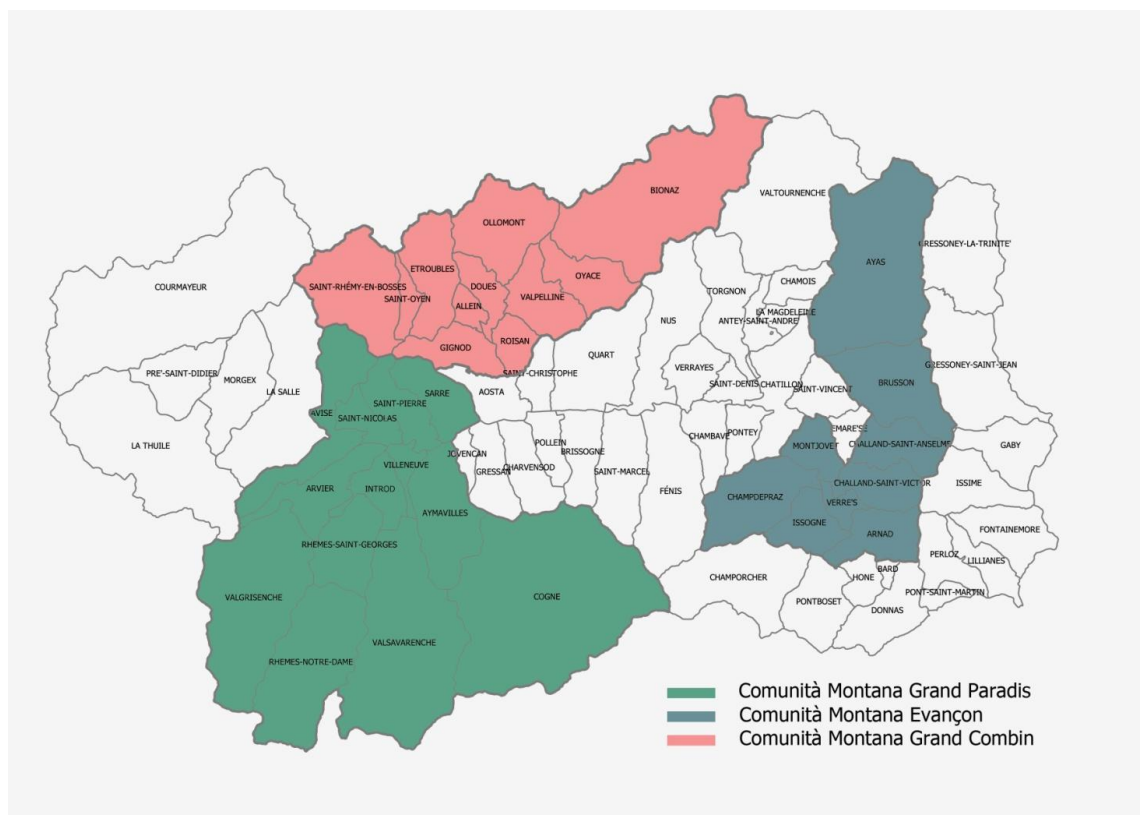 BIONAZ
VALTOURNENCHE
OLLOMONT
GRESSONEY-LA-TRINITE'
AYAS
ETROUBLES
OYACE
CHAMOIS
COURMAYEUR
SAINT-RHÉMY-EN-BOSSES
DOUES
TORGNON
SAINT-OYEN
VALPELLINE
ALLEIN
LA MAGDELEINE
NUS
ANTEY-SAINT-ANDRE'
ROISAN
GIGNOD
QUART
GRESSONEY-SAINT-JEAN
VERRAYES
PRE'-SAINT-DIDIER
SAINT-CHRISTOPHE
MORGEX
BRUSSON
SAINT-DENIS
CHATILLON
SAINT-VINCENT
LA SALLE
SARRE
AOSTA
SAINT-PIERRE
AVISE
SAINT-NICOLAS
EMARE'SE
CHAMBAVE
PONTEY
LA THUILE
POLLEIN
MONTJOVET
CHALLAND-SAINT-ANSELME
GABY
BRISSOGNE
JOVENCAN
VILLENEUVE
CHARVENSOD
GRESSAN
SAINT-MARCEL
CHALLAND-SAINT-VICTOR
ISSIME
ARVIER
INTROD
FÉNIS
CHAMPDEPRAZ
VERRE'S
AYMAVILLES
ISSOGNE
FONTAINEMORE
ARNAD
RHEMES-SAINT-GEORGES
PERLOZ
LILLIANES
BARD
CHAMPORCHER
HONE
PONT-SAINT-MARTIN
VALGRISENCHE
COGNE
PONTBOSET
DONNAS
VALSAVARENCHE
RHEMES-NOTRE-DAME
Comunità Montana Grand Paradis
Comunità Montana Evançon
Comunità Montana Grand Combin